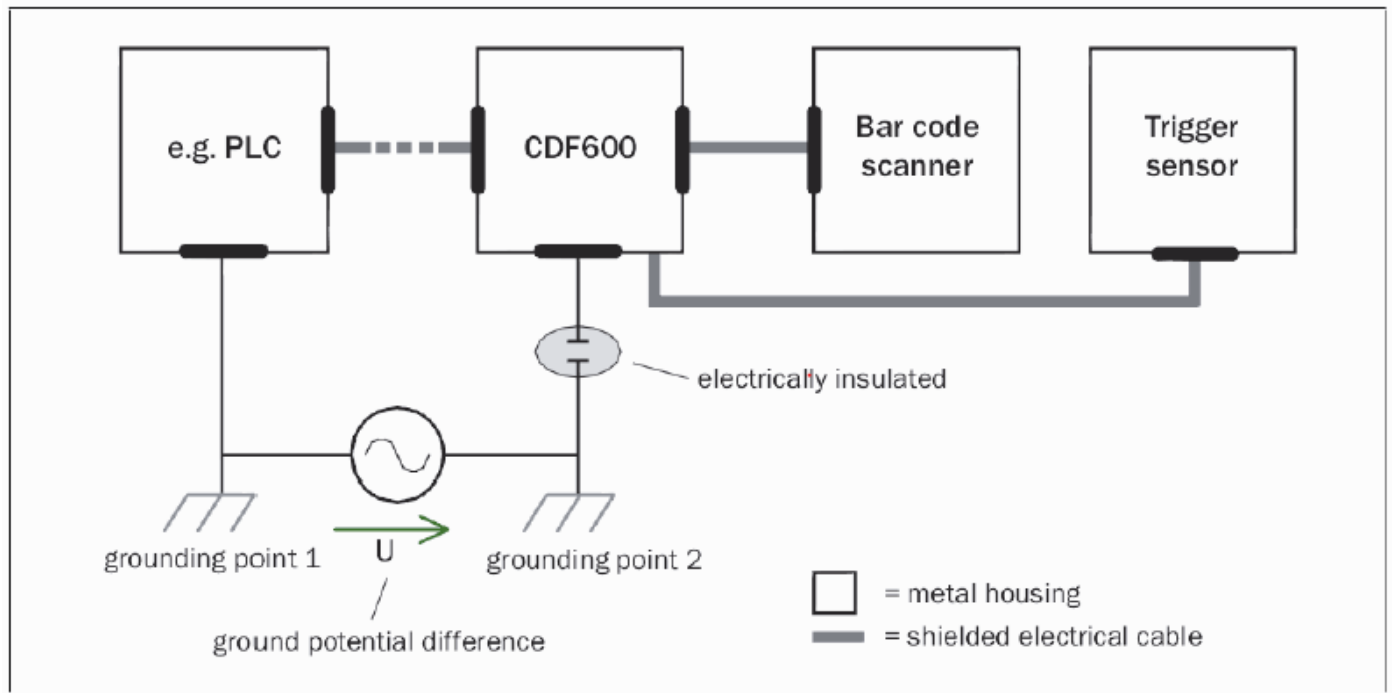 e.g. PLC
CDF600
Bar code
scanner
Trigger
sensor
electrically insulated
grounding point 1
U
grounding point 2
ground potential difference
= metal housing
= shielded electrical cable